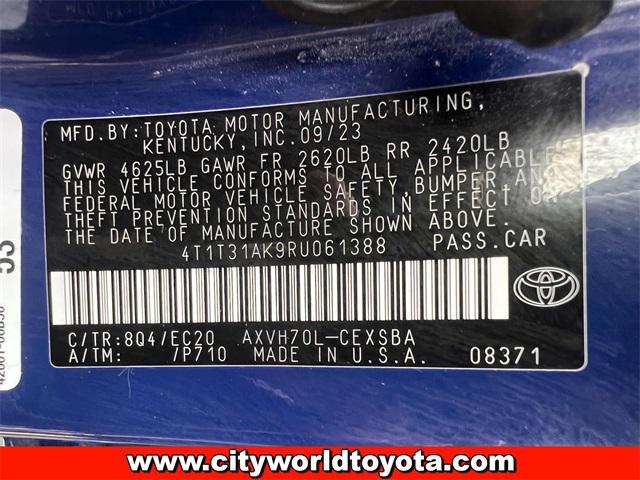 MFD.BY:TOYOTA MOTOR MANUFACTURING,
KENTUCKY,INC.09/23
GVWR 4625LB GAWR FR 2620LB RR 2420LB
THIS VEHICLE CONFORMS TO ALL APPLICABLE
FEDERAL MOTOR VEHICLE SAFETY,BUMPER AND
THEFT PREVENTION STANDARDS IN EFFECT ON
THE DATE OF MANUFACTURE SHOWN ABOVE.
4T1T31AK9RU061388 PASS.CAR
C/TR:8Q4/EC20 AXVH70L-CEXSBA
A/TM: /P710 MADE IN U.S.A. 08371
53
www.cityworldtoyota.com